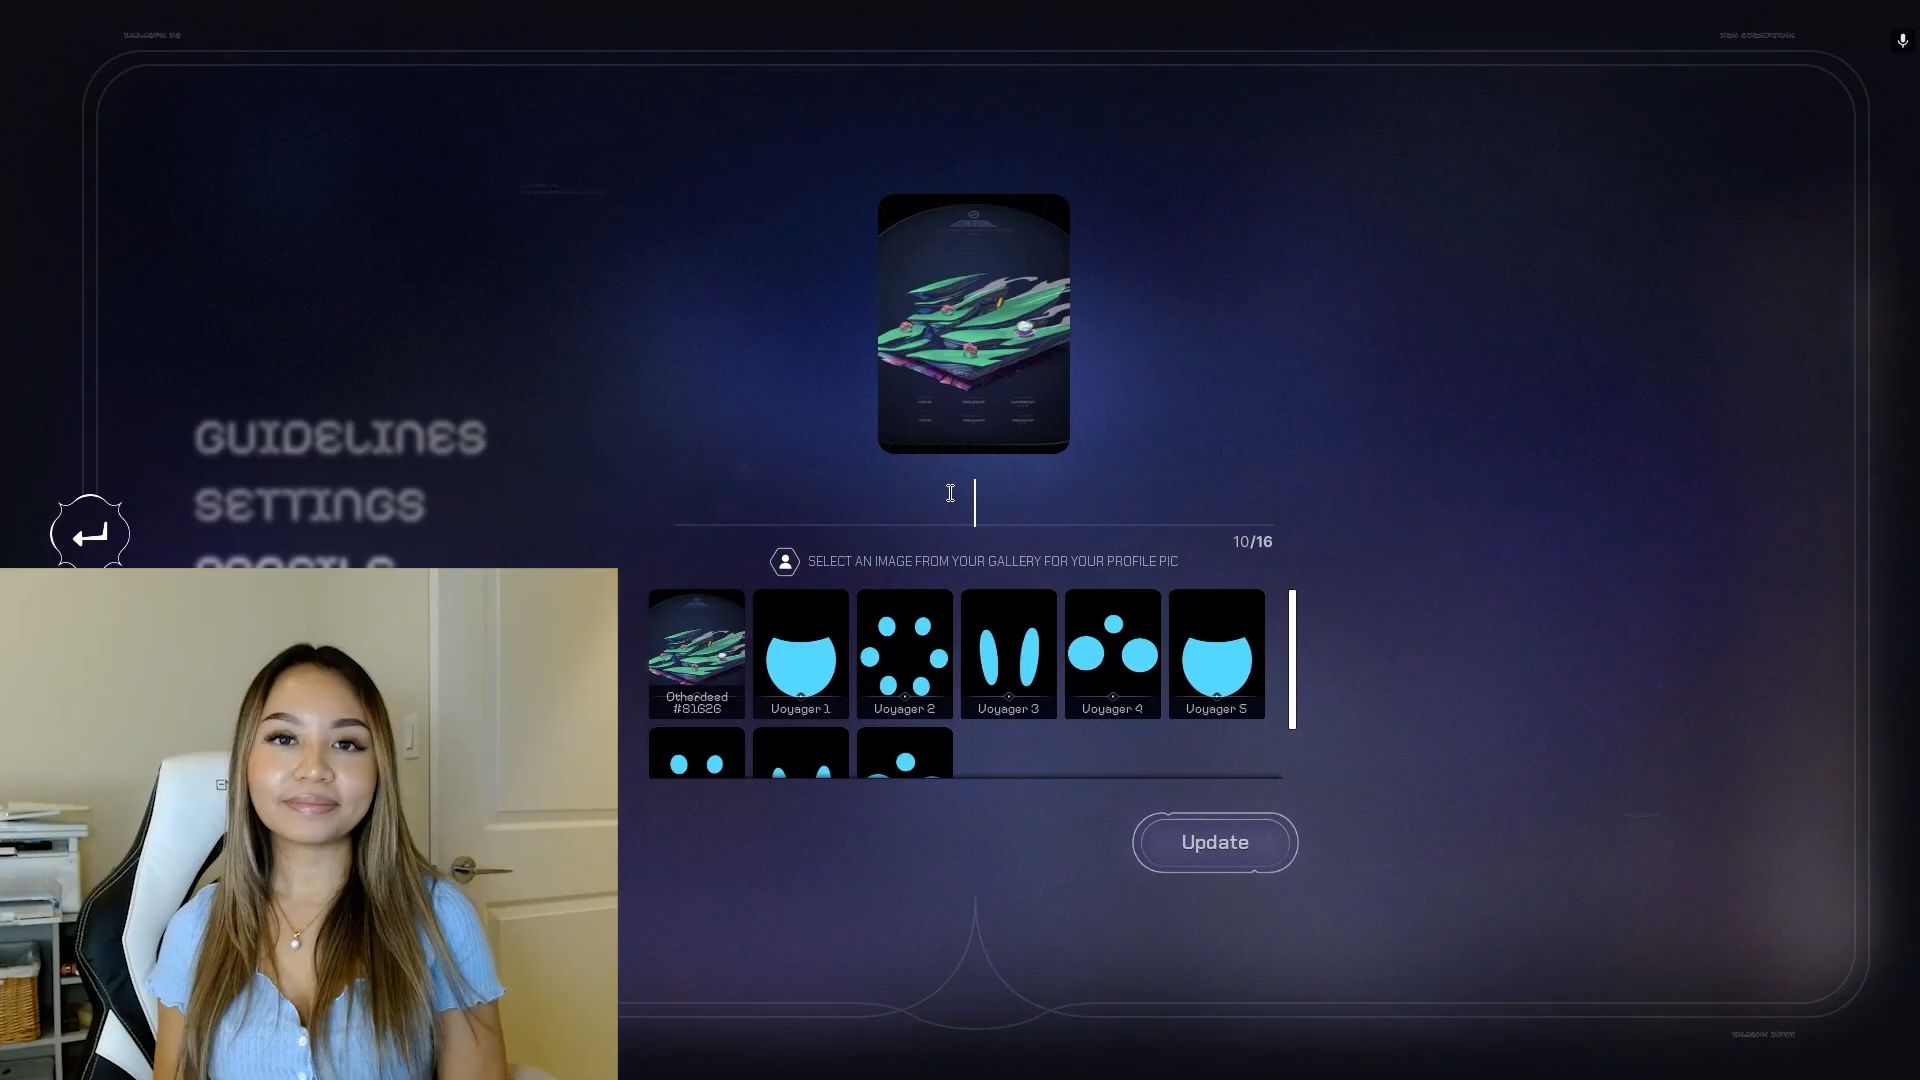 GUIDELINES
SETTINGS
10/16
SELECT AN IMAGE FROM YOUR GALLERY FOR YOUR PROFILE PIC
Otherdeed
#81626
Voyager 1
Voyager 2
Voyager 3
Voyager 4
Voyager 5
Update